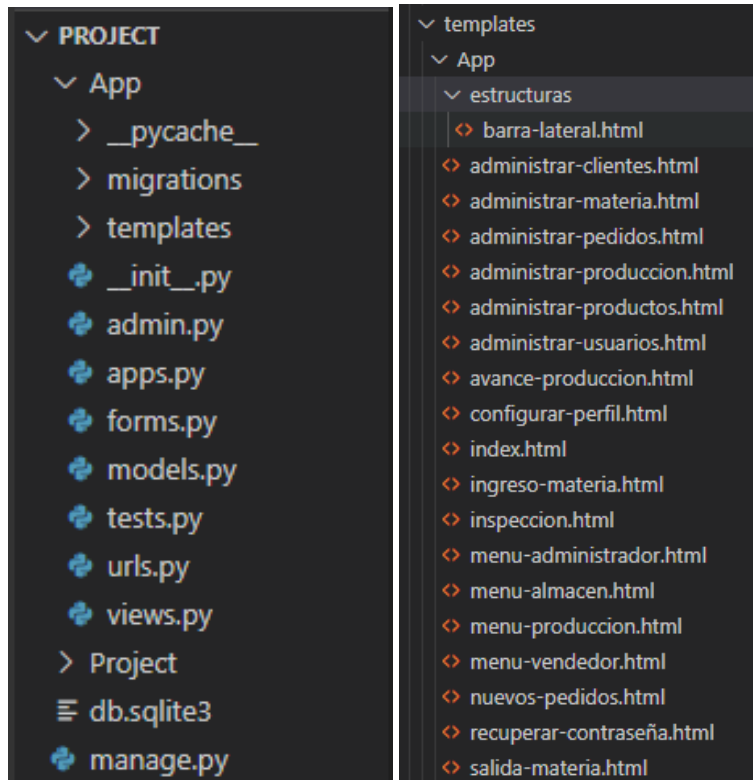 PROJECT
App
__pycache__
migrations
templates
__init__.py
admin.py
apps.py
forms.py
models.py
tests.py
urls.py
views.py
Project
db.sqlite3
manage.py
templates
App
estructuras
barra-lateral.html
administrar-clientes.html
administrar-materia.html
administrar-pedidos.html
administrar-produccion.html
administrar-productos.html
administrar-usuarios.html
avance-produccion.html
configurar-perfil.html
index.html
ingreso-materia.html
inspeccion.html
menu-administrador.html
menu-almacen.html
menu-produccion.html
menu-vendedor.html
nuevos-pedidos.html
recuperar-contraseña.html
salida-materia.html